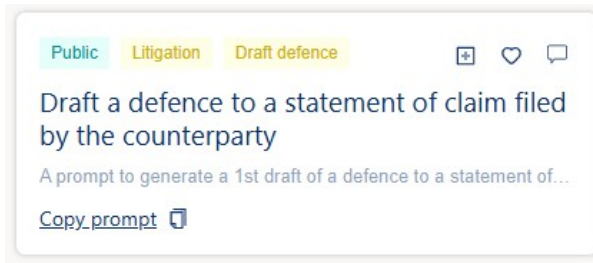 Public Litigation Draft defence
Draft a defence to a statement of claim filed
by the counterparty
A prompt to generate a 1st draft of a defence to a statement of...
Copy prompt